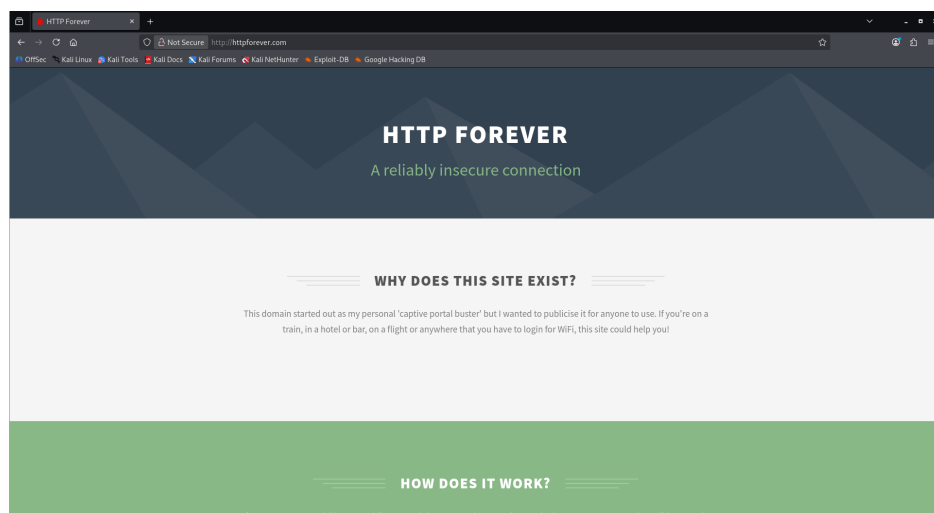 HTTP Forever
Not Secure http://httpforever.com
OffSec Kali Linux Kali Tools Kali Docs Kali Forums Kali NetHunter Exploit-DB Google Hacking DB
HTTP FOREVER
A reliably insecure connection
WHY DOES THIS SITE EXIST?
This domain started out as my personal 'captive portal buster' but I wanted to publicise it for anyone to use. If you're on a
train, in a hotel or bar, on a flight or anywhere that you have to login for WiFi, this site could help you!
HOW DOES IT WORK?